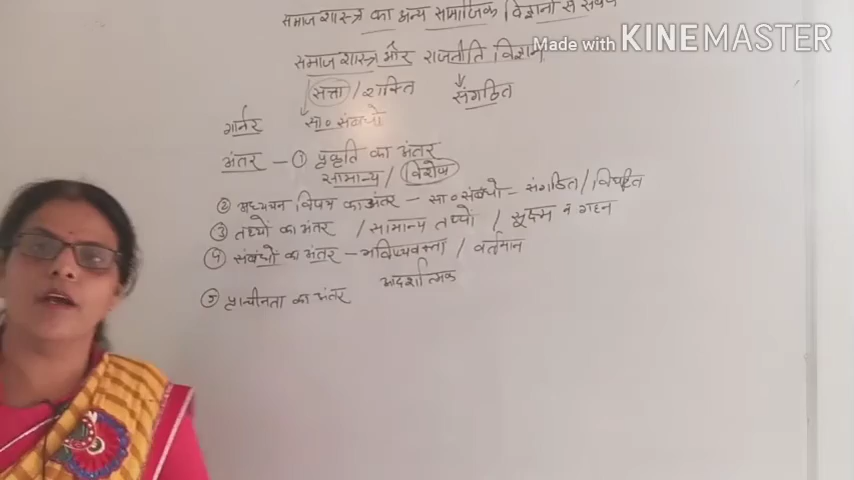 समाज शास्त्र का अन्य सामाजिक विज्ञानों से संबंध
Made with KINEMASTER
समाज शास्त्र और राजनीति विज्ञान
सत्ता / शक्ति संगठित
गार्नर सा० संबंधो
अंतर - ① प्रकृति का अंतर
सामान्य / विशेष
② अध्ययन विषय का अंतर - सा० संबंधो - संगठित / विघटित
③ तथ्यों का अंतर / सामान्य तथ्यों / सूक्ष्म व गहन
④ संबंधों का अंतर - भविष्यवक्ता / वर्तमान
आदर्शात्मक
⑤ प्राचीनता का अंतर